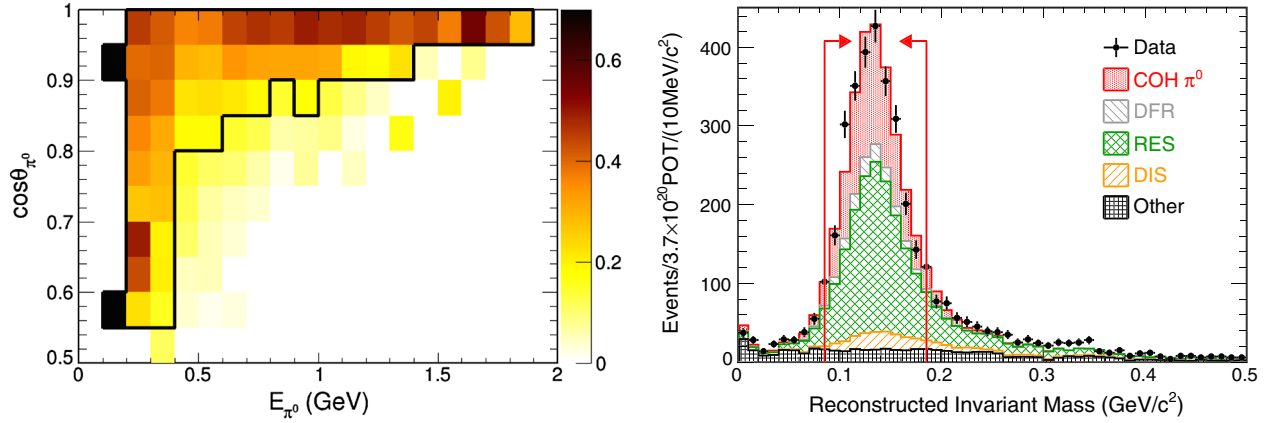 1
0.9
0.8
0.7
0.6
0.5
cosθπ⁰
0
0.5
1
1.5
2
Eπ⁰ (GeV)
0.6
0.4
0.2
0
Events/3.7×10²⁰POT/(10MeV/c²)
400
300
200
100
0
Data
COH π⁰
DFR
RES
DIS
Other
0
0.1
0.2
0.3
0.4
0.5
Reconstructed Invariant Mass (GeV/c²)